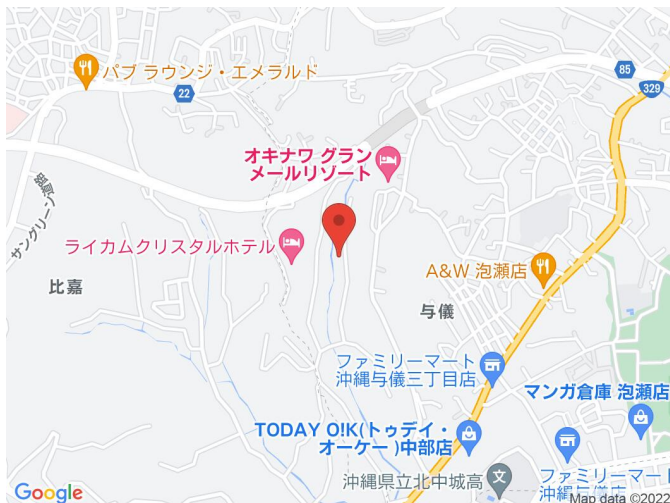 パブ ラウンジ・エメラルド
22
85
329
オキナワ グラン
メールリゾート
ライカムクリスタルホテル
サングリーン通
比嘉
A&W 泡瀬店
与儀
ファミリーマート
沖縄与儀三丁目店
マンガ倉庫 泡瀬店
TODAY O!K(トゥデイ・
オーケー )中部店
沖縄県立北中城高
ファミリーマート
Google
Map data ©2022